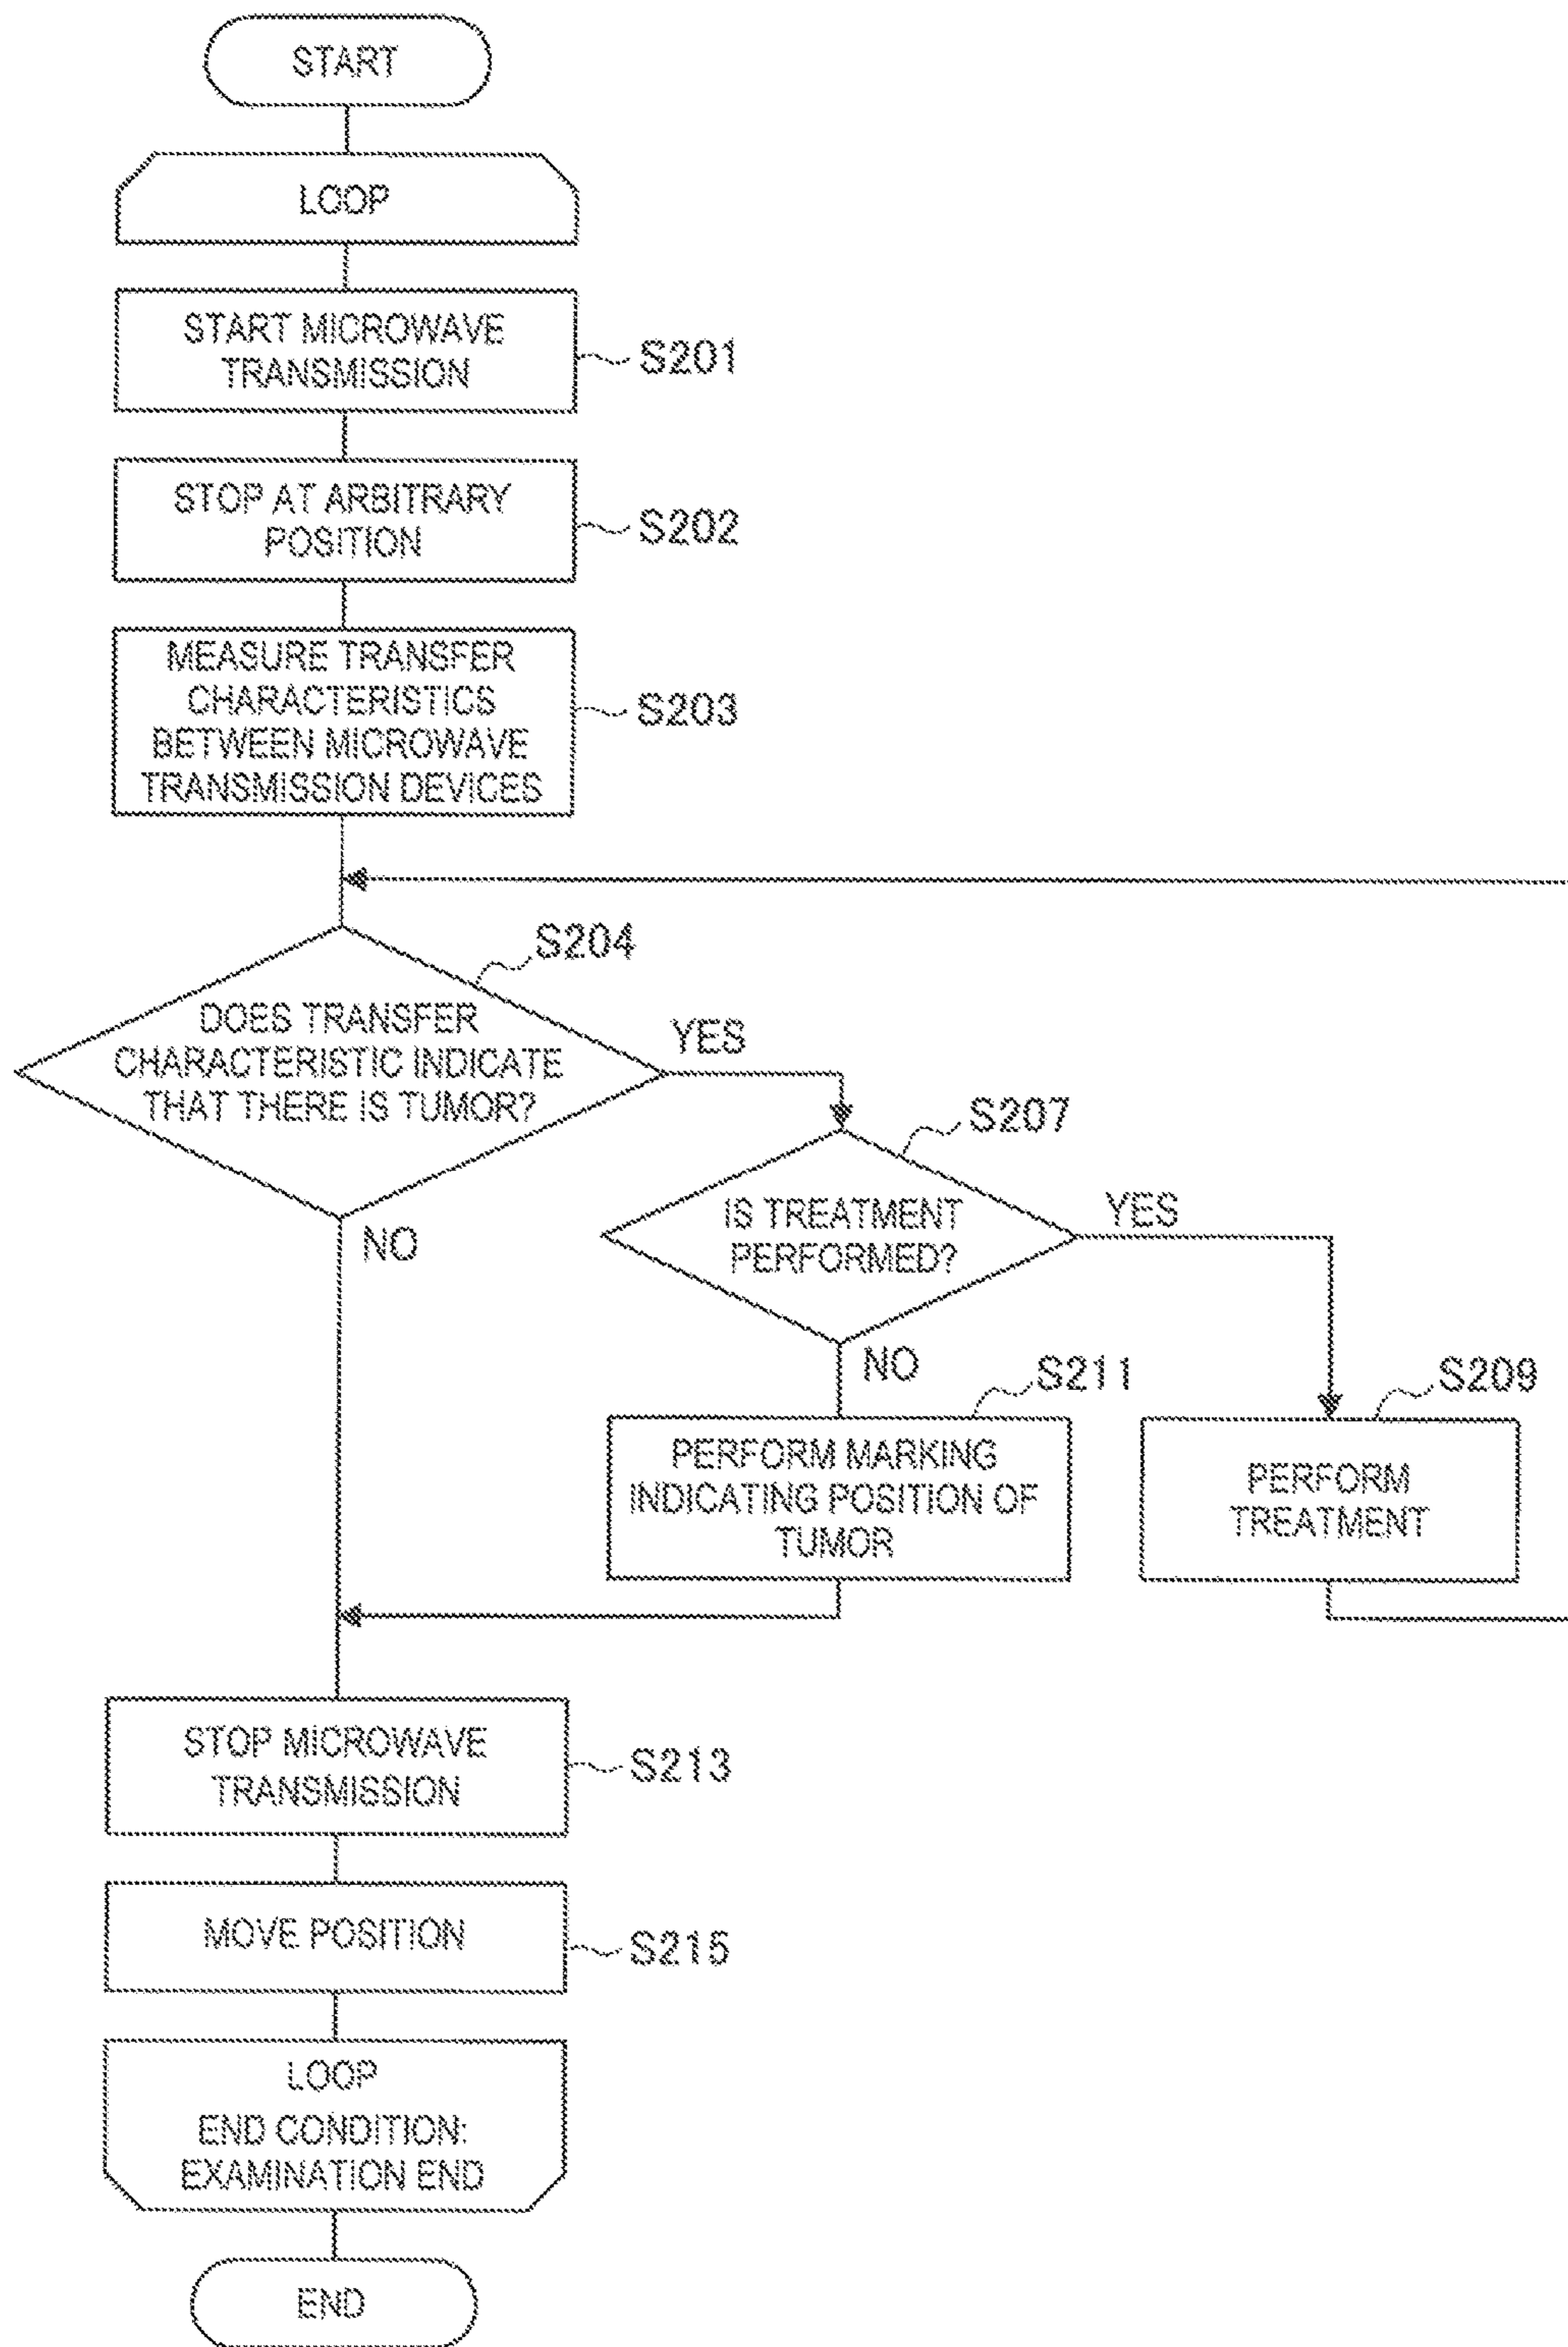 START
LOOP
START MICROWAVE
TRANSMISSION
S201
STOP AT ARBITRARY
POSITION
S202
MEASURE TRANSFER
CHARACTERISTICS
BETWEEN MICROWAVE
TRANSMISSION DEVICES
S203
S204
DOES TRANSFER
CHARACTERISTIC INDICATE
THAT THERE IS TUMOR?
YES
NO
S207
IS TREATMENT
PERFORMED?
YES
NO
S211
PERFORM MARKING
INDICATING POSITION OF
TUMOR
S209
PERFORM
TREATMENT
STOP MICROWAVE
TRANSMISSION
S213
MOVE POSITION
S215
LOOP
END CONDITION:
EXAMINATION END
END